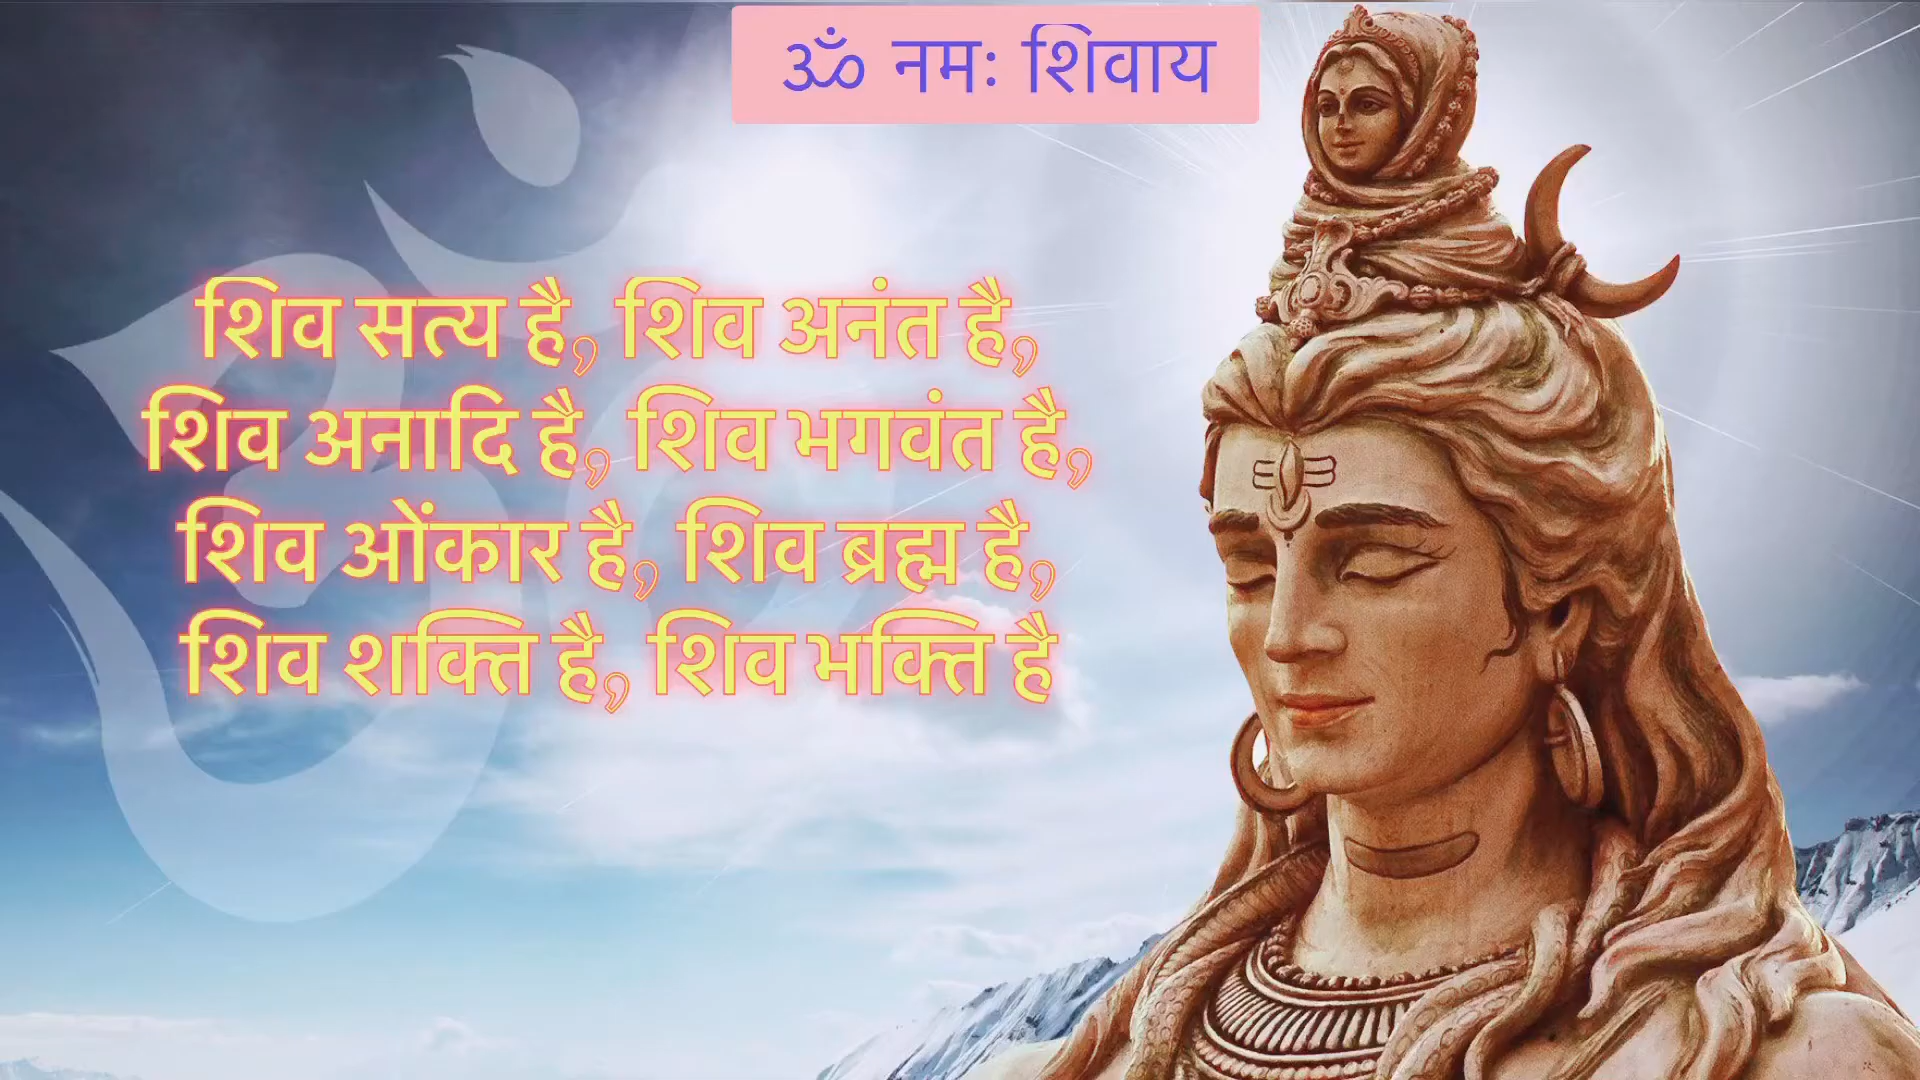 ॐ नमः शिवाय
शिव सत्य है, शिव अनंत है,
शिव अनादि है, शिव भगवंत है,
शिव ओंकार है, शिव ब्रह्म है,
शिव शक्ति है, शिव भक्ति है